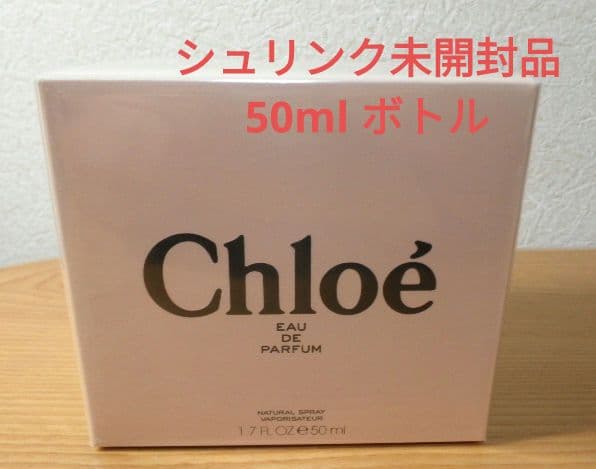 シュリンク未開封品
50ml ボトル
Chloé
EAU
DE
PARFUM
NATURAL SPRAY
VAPORISATEUR
1.7 FL OZ ℮ 50 ml